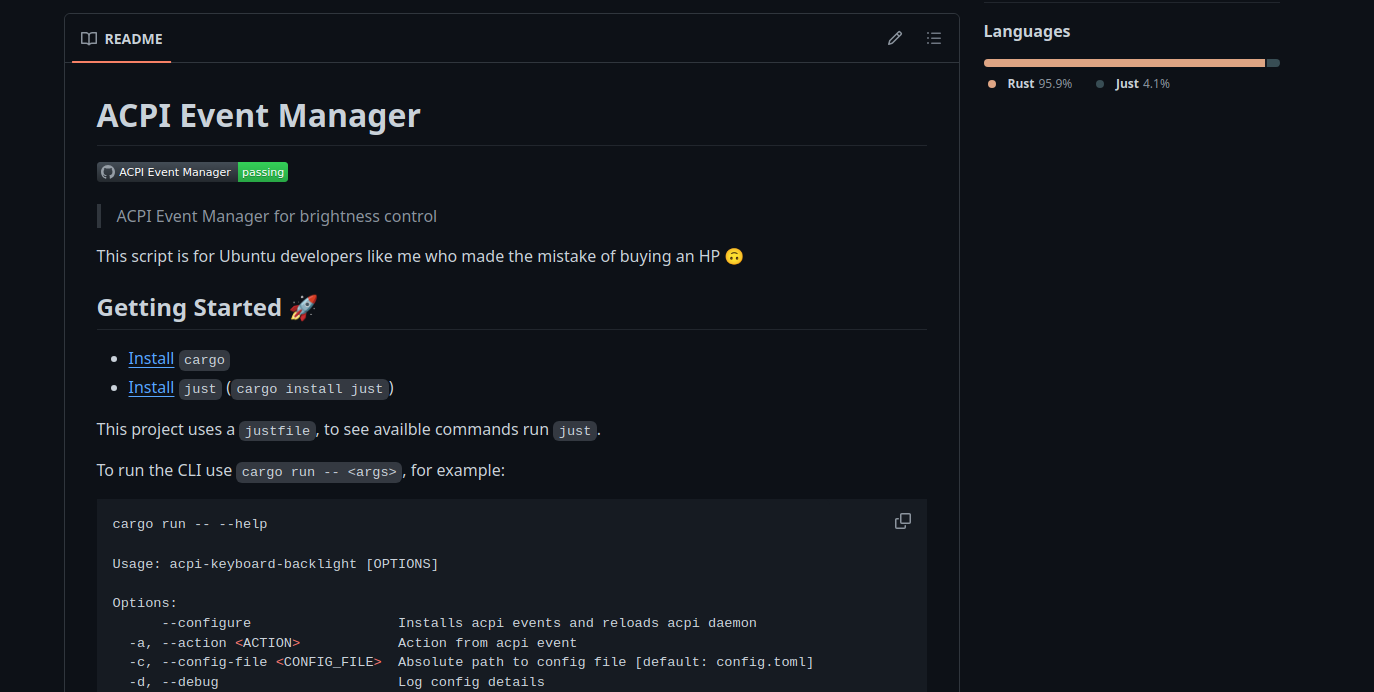 README
Languages
Rust 95.9% Just 4.1%
ACPI Event Manager
ACPI Event Manager passing
ACPI Event Manager for brightness control
This script is for Ubuntu developers like me who made the mistake of buying an HP 🙃
Getting Started 🚀
• Install cargo
• Install just (cargo install just)
This project uses a justfile, to see availble commands run just.
To run the CLI use cargo run -- <args>, for example:
cargo run -- --help
Usage: acpi-keyboard-backlight [OPTIONS]
Options:
--configure Installs acpi events and reloads acpi daemon
-a, --action <ACTION> Action from acpi event
-c, --config-file <CONFIG_FILE> Absolute path to config file [default: config.toml]
-d, --debug Log config details